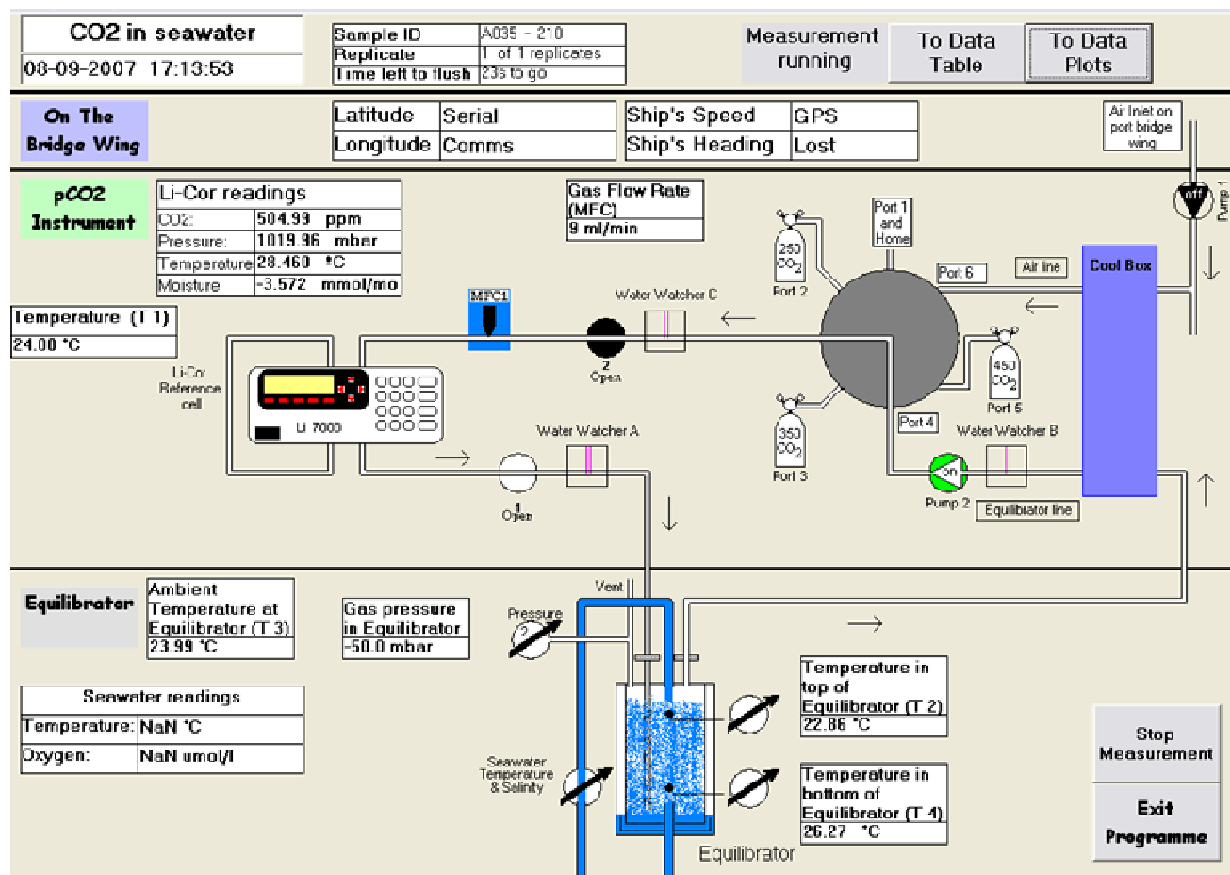 CO2 in seawater
08-09-2007 17:13:53
Sample ID A035 - 210
Replicate 1 of 1 replicates
Time left to flush 23s to go
Measurement
running
To Data
Table
To Data
Plots
On The
Bridge Wing
Latitude Serial
Longitude Comms
Ship's Speed GPS
Ship's Heading Lost
Air Inlet on
port bridge
wing
pCO2
Instrument
Li-Cor readings
CO2: 504.99 ppm
Pressure: 1019.96 mbar
Temperature 28.460 °C
Moisture -3.572 mmol/mo
Gas Flow Rate
(MFC)
9 ml/min
off
Pump 1
Port 1
and
Home
250
CO2
Port 2
Port 6
Air line
Cool Box
Temperature (T 1)
24.00 °C
MFC1
Water Watcher C
2
Open
Li-Cor
Reference
cell
LI 7000
450
CO2
Port 5
350
CO2
Port 3
Port 4
Water Watcher A
Water Watcher B
on
Pump 2
Equilibrator line
1
Open
Equilibrator
Ambient
Temperature at
Equilibrator (T 3)
23.99 °C
Gas pressure
in Equilibrator
-50.0 mbar
Vent
Pressure
2
Seawater readings
Temperature: NaN °C
Oxygen: NaN umol/l
Temperature in
top of
Equilibrator (T 2)
22.86 °C
Seawater
Temperature
& Salinity
Temperature in
bottom of
Equilibrator (T 4)
26.27 °C
Equilibrator
Stop
Measurement
Exit
Programme